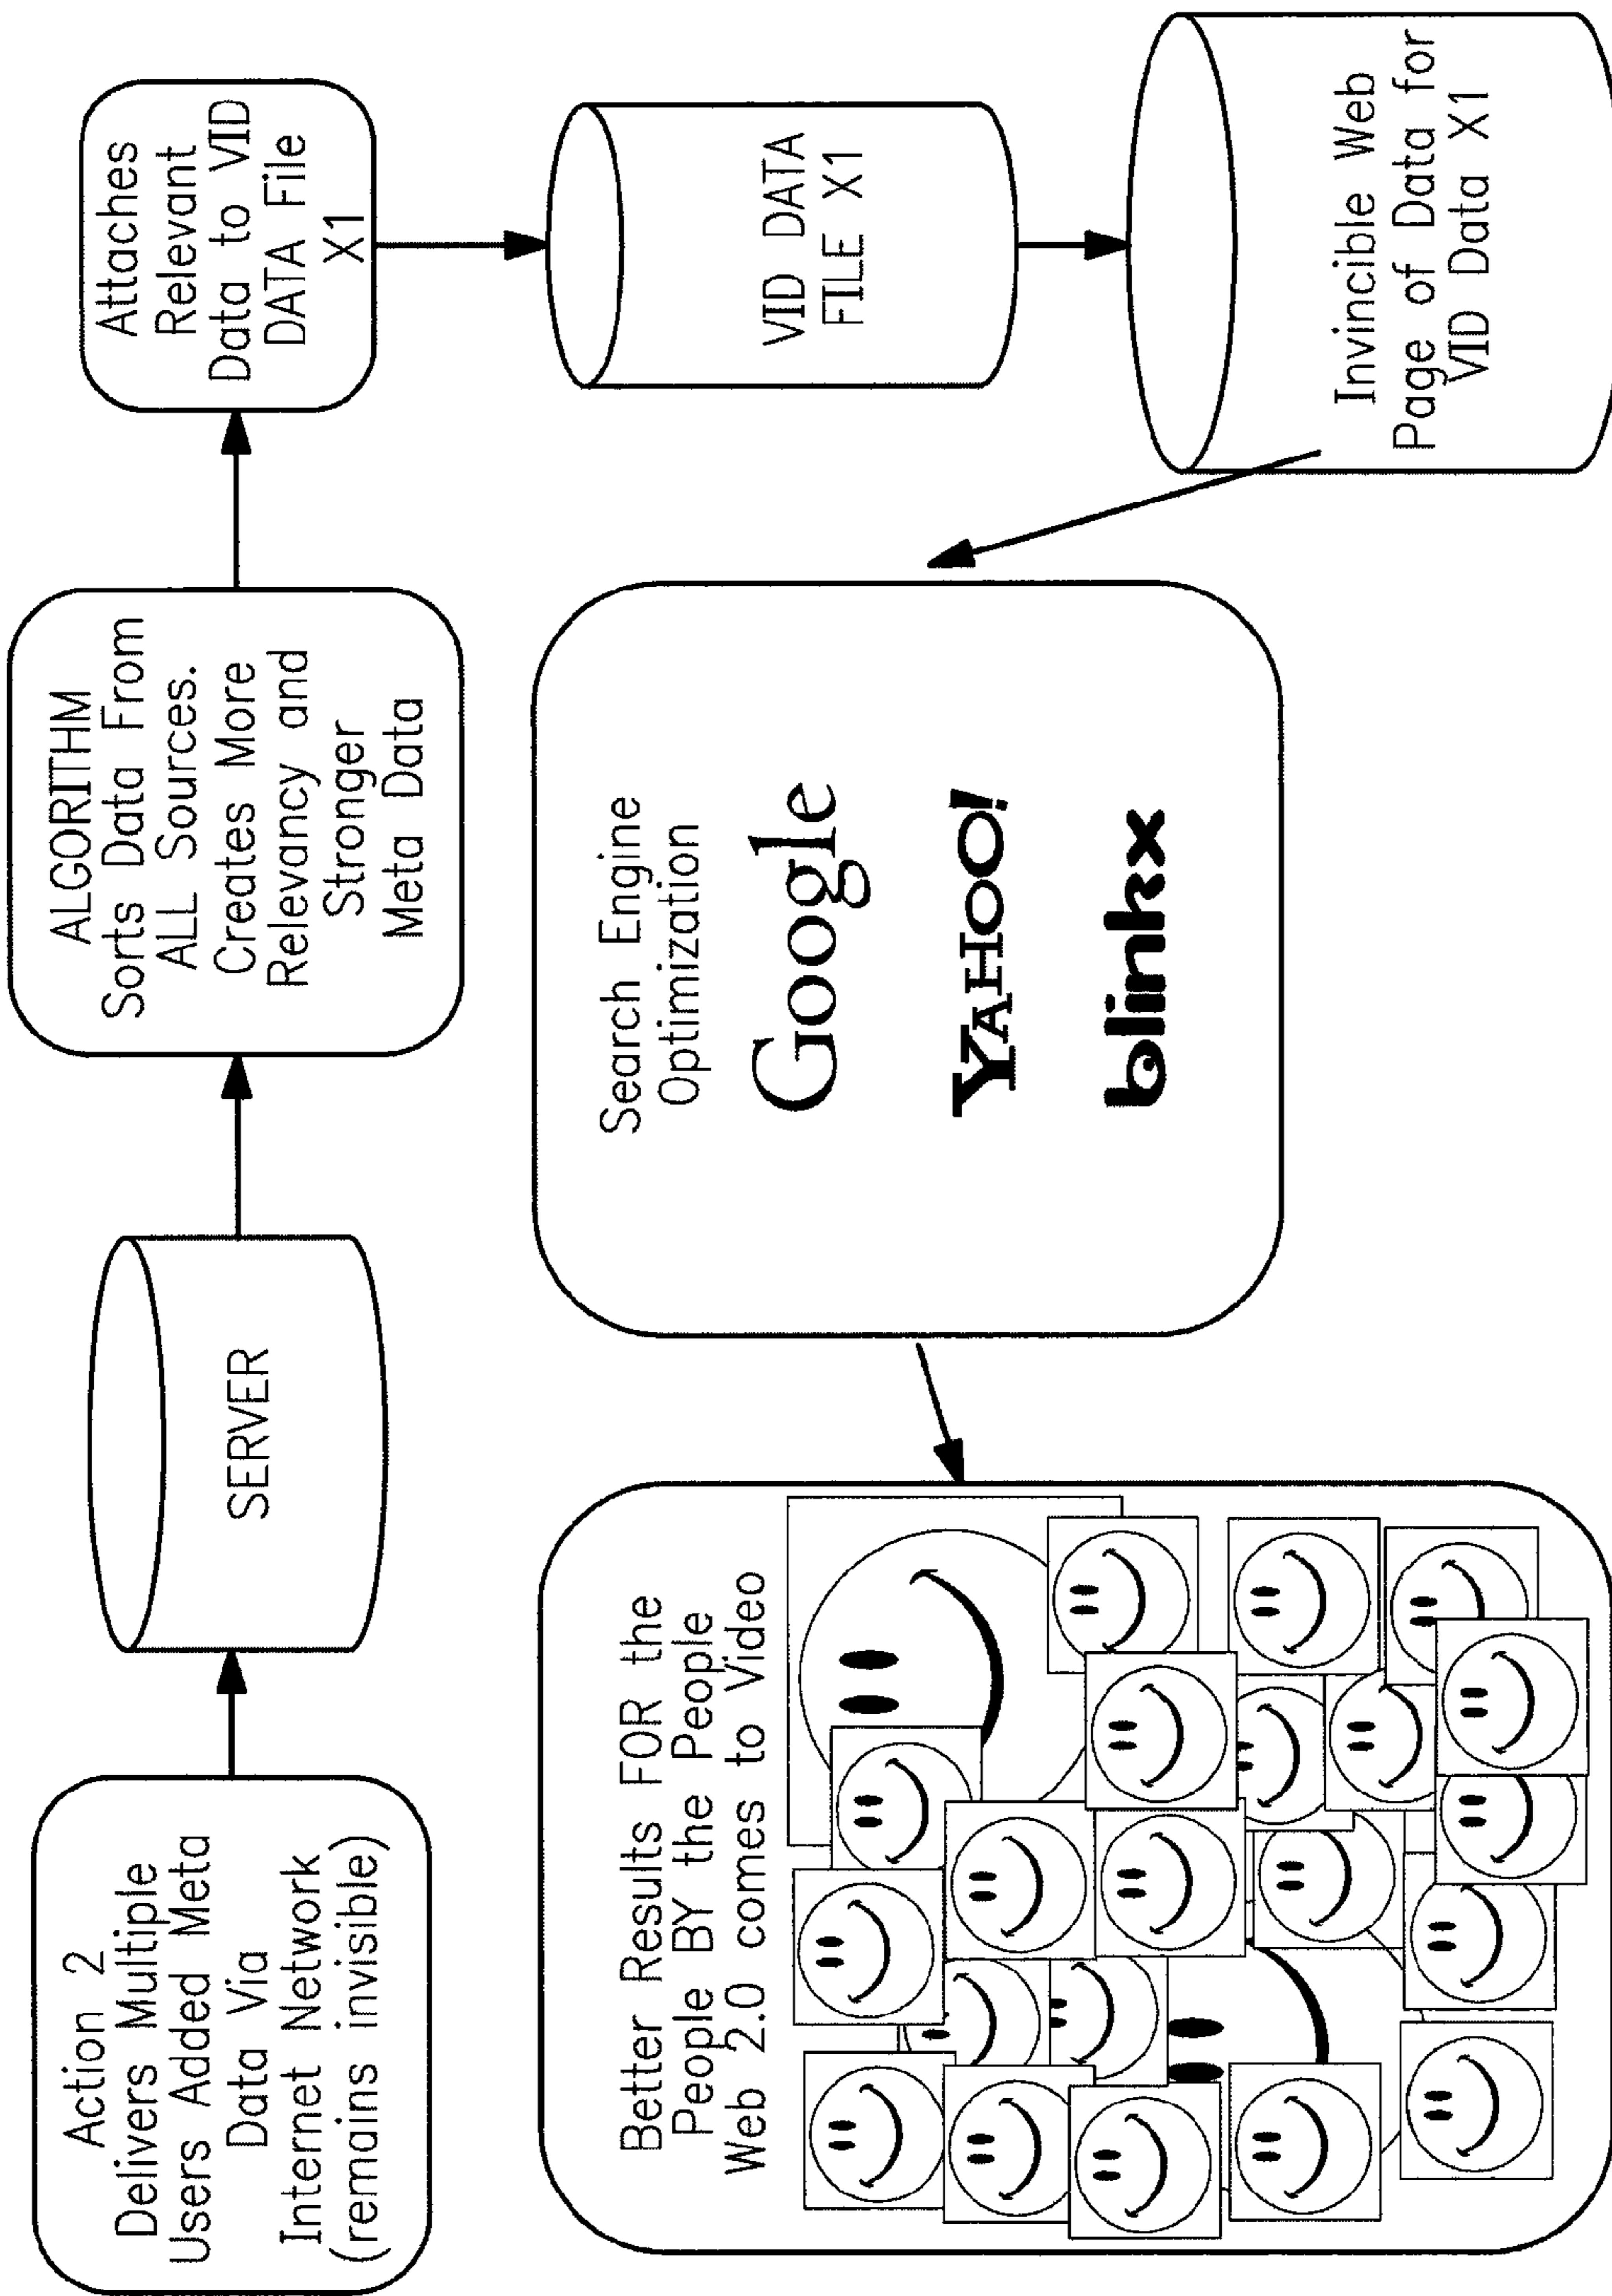 Action 2
Delivers Multiple
Users Added Meta
Data Via
Internet Network
(remains invisible)
SERVER
ALGORITHM
Sorts Data From
ALL Sources.
Creates More
Relevancy and
Stronger
Meta Data
Attaches
Relevant
Data to VID
DATA File
X1
VID DATA
FILE X1
Invincible Web
Page of Data for
VID Data X1
Search Engine
Optimization
Google
YAHOO!
blinkx
Better Results FOR the
People BY the People
Web 2.0 comes to Video